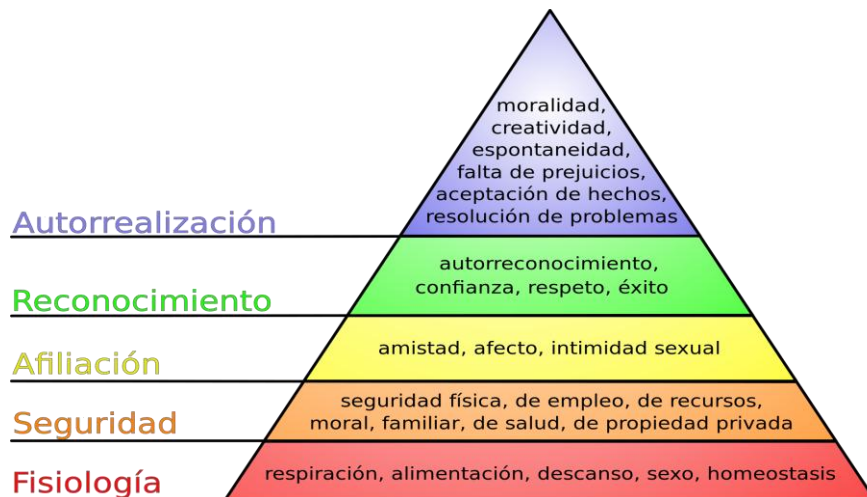 moralidad,
creatividad,
espontaneidad,
falta de prejuicios,
aceptación de hechos,
resolución de problemas
Autorrealización
autorreconocimiento,
confianza, respeto, éxito
Reconocimiento
amistad, afecto, intimidad sexual
Afiliación
seguridad física, de empleo, de recursos,
moral, familiar, de salud, de propiedad privada
Seguridad
respiración, alimentación, descanso, sexo, homeostasis
Fisiología